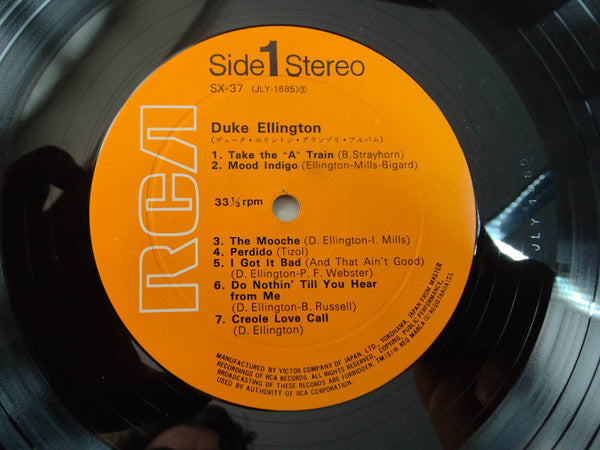 Side 1 Stereo
SX-37 (JLY-1685)Ⓣ
RCA
Duke Ellington
(デューク・エリントン・グランプリ・アルバム)
1. Take the "A" Train (B. Strayhorn)
2. Mood Indigo (Ellington-Mills-Bigard)
33⅓rpm
3. The Mooche (D. Ellington-I. Mills)
4. Perdido (Tizol)
5. I Got It Bad (And That Ain't Good)
(D. Ellington-P. F. Webster)
6. Do Nothin' Till You Hear
from Me
(D. Ellington-B. Russell)
7. Creole Love Call
(D. Ellington)
MANUFACTURED BY VICTOR COMPANY OF JAPAN, LTD., YOKOHAMA, JAPAN FROM MASTER
RECORDINGS OF RCA RECORDS. ALL RIGHTS RESERVED. COPYING, PUBLIC PERFORMANCE,
BROADCASTING OF THESE RECORDS ARE FORBIDDEN. TM(S)® REG MARCA(S) REGISTRADA(S).
USED BY AUTHORITY OF RCA CORPORATION.